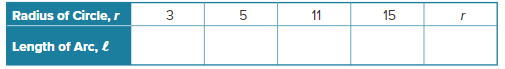 Radius of Circle, r 3 5 11 15 r
Length of Arc, ℓ